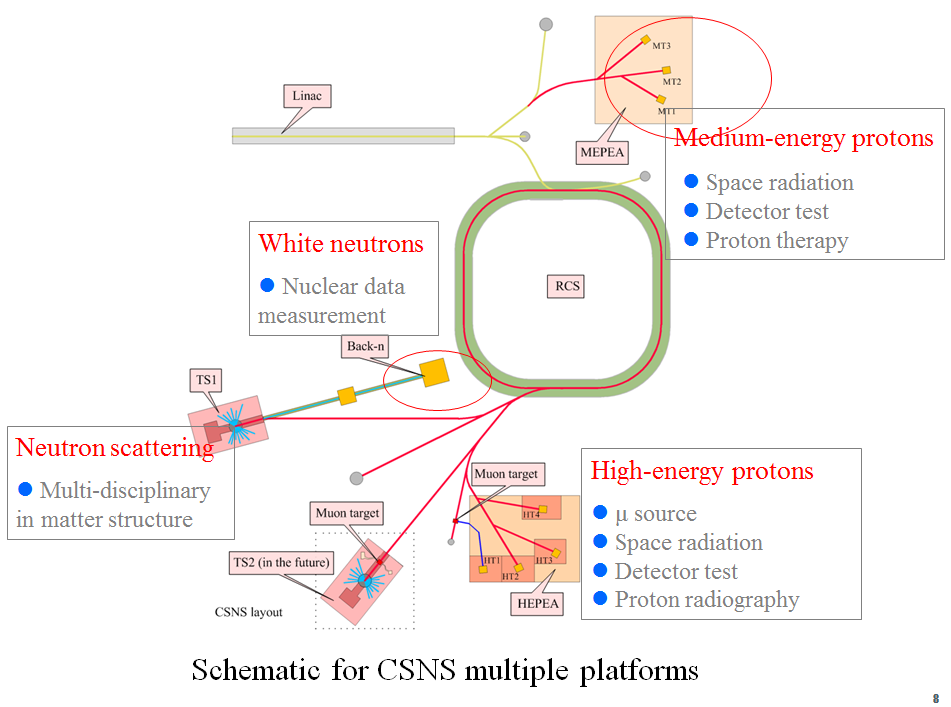 Linac
MT3
MT2
MT1
MEPEA
Medium-energy protons
Space radiation
Detector test
Proton therapy
White neutrons
Nuclear data
measurement
RCS
Back-n
TS1
Neutron scattering
Multi-disciplinary
in matter structure
Muon target
High-energy protons
μ source
Space radiation
Detector test
Proton radiography
Muon target
HT4
HT1
HT2
HT3
TS2 (in the future)
HEPEA
CSNS layout
Schematic for CSNS multiple platforms
8